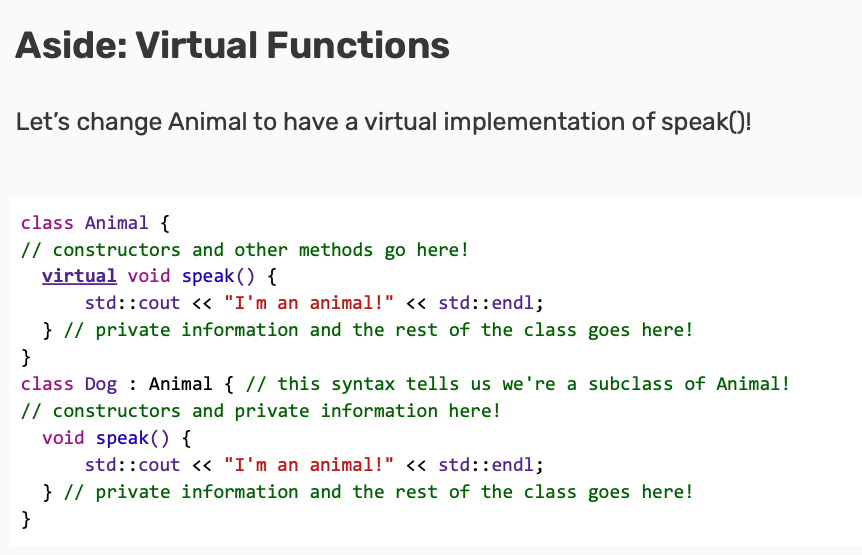 Aside: Virtual Functions
Let’s change Animal to have a virtual implementation of speak()!
class Animal {
// constructors and other methods go here!
  virtual void speak() {
      std::cout << "I'm an animal!" << std::endl;
  } // private information and the rest of the class goes here!
}
class Dog : Animal { // this syntax tells us we're a subclass of Animal!
// constructors and private information here!
  void speak() {
      std::cout << "I'm an animal!" << std::endl;
  } // private information and the rest of the class goes here!
}